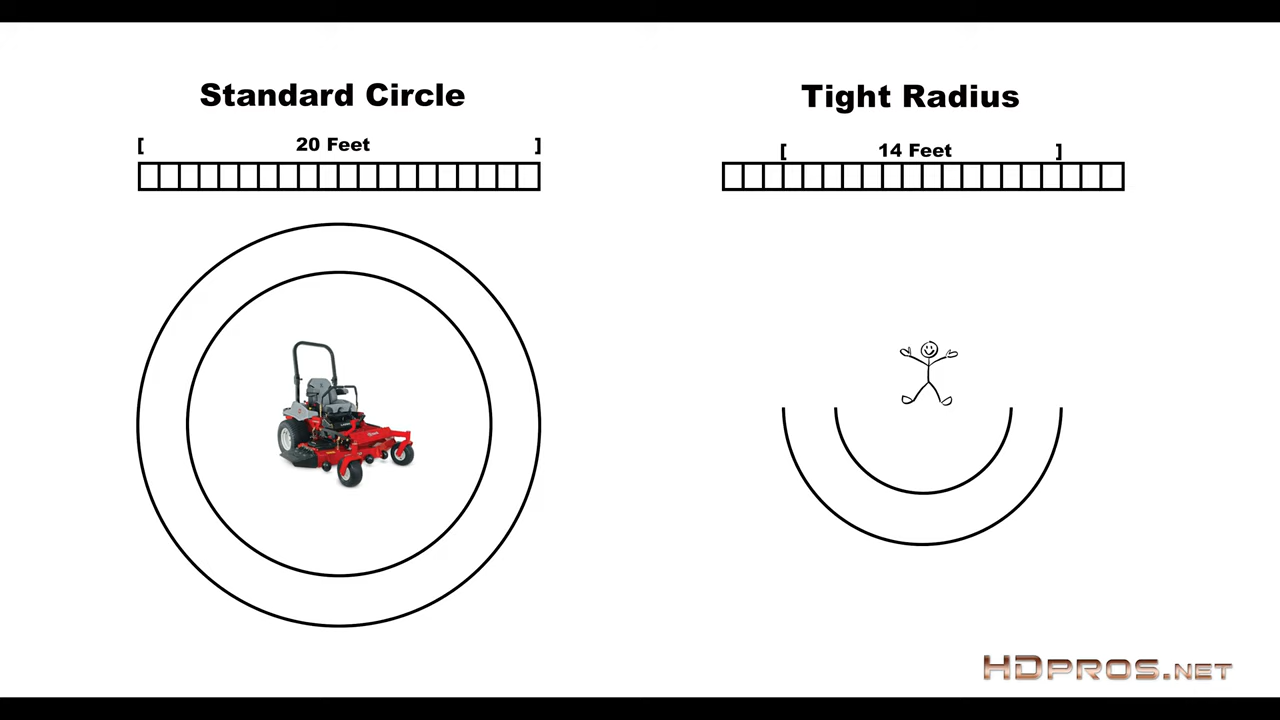 Standard Circle
[ 20 Feet ]
Tight Radius
[ 14 Feet ]
HDPROS.NET